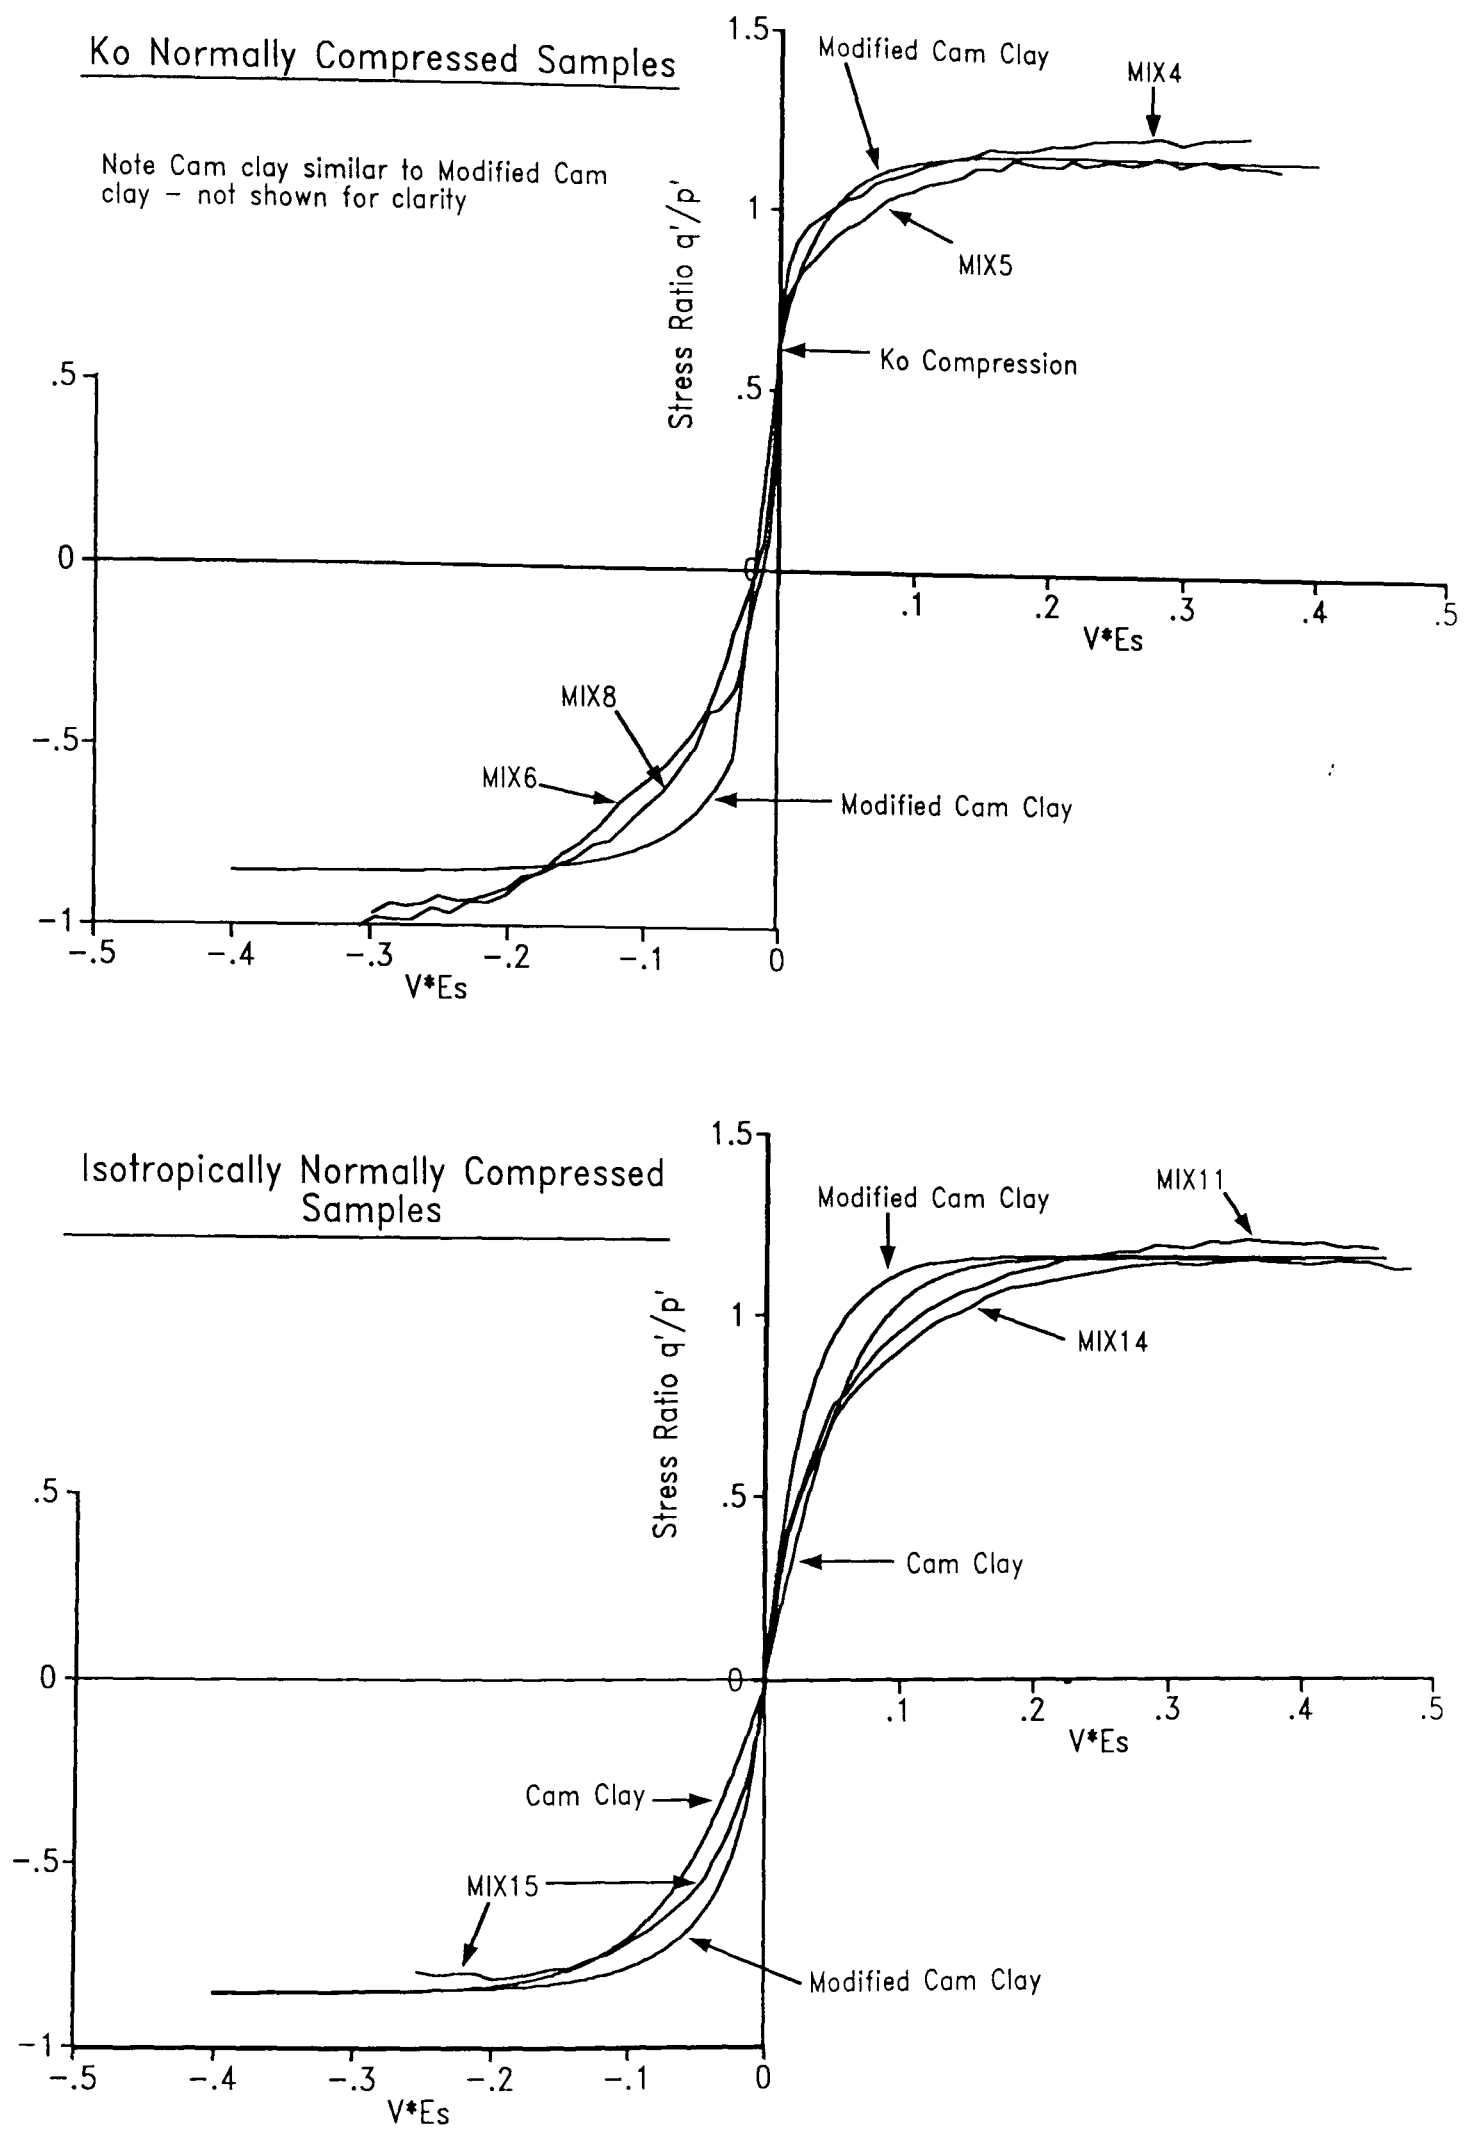 Ko Normally Compressed Samples
Note Cam clay similar to Modified Cam
clay - not shown for clarity
1.5
Modified Cam Clay
MIX4
Stress Ratio q'/p'
1
MIX5
Ko Compression
.5
.5
0
0
.1
.2
.3
.4
.5
V*Es
MIX8
-.5
MIX6
Modified Cam Clay
-1
-.5
-.4
-.3
-.2
-.1
0
V*Es
Isotropically Normally Compressed
Samples
1.5
Modified Cam Clay
MIX11
Stress Ratio q'/p'
1
MIX14
.5
.5
Cam Clay
0
0
.1
.2
.3
.4
.5
V*Es
Cam Clay
-.5
MIX15
Modified Cam Clay
-1
-.5
-.4
-.3
-.2
-.1
0
V*Es